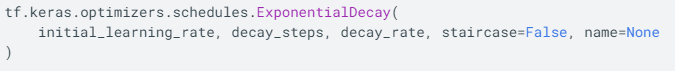 tf.keras.optimizers.schedules.ExponentialDecay(
    initial_learning_rate, decay_steps, decay_rate, staircase=False, name=None
)